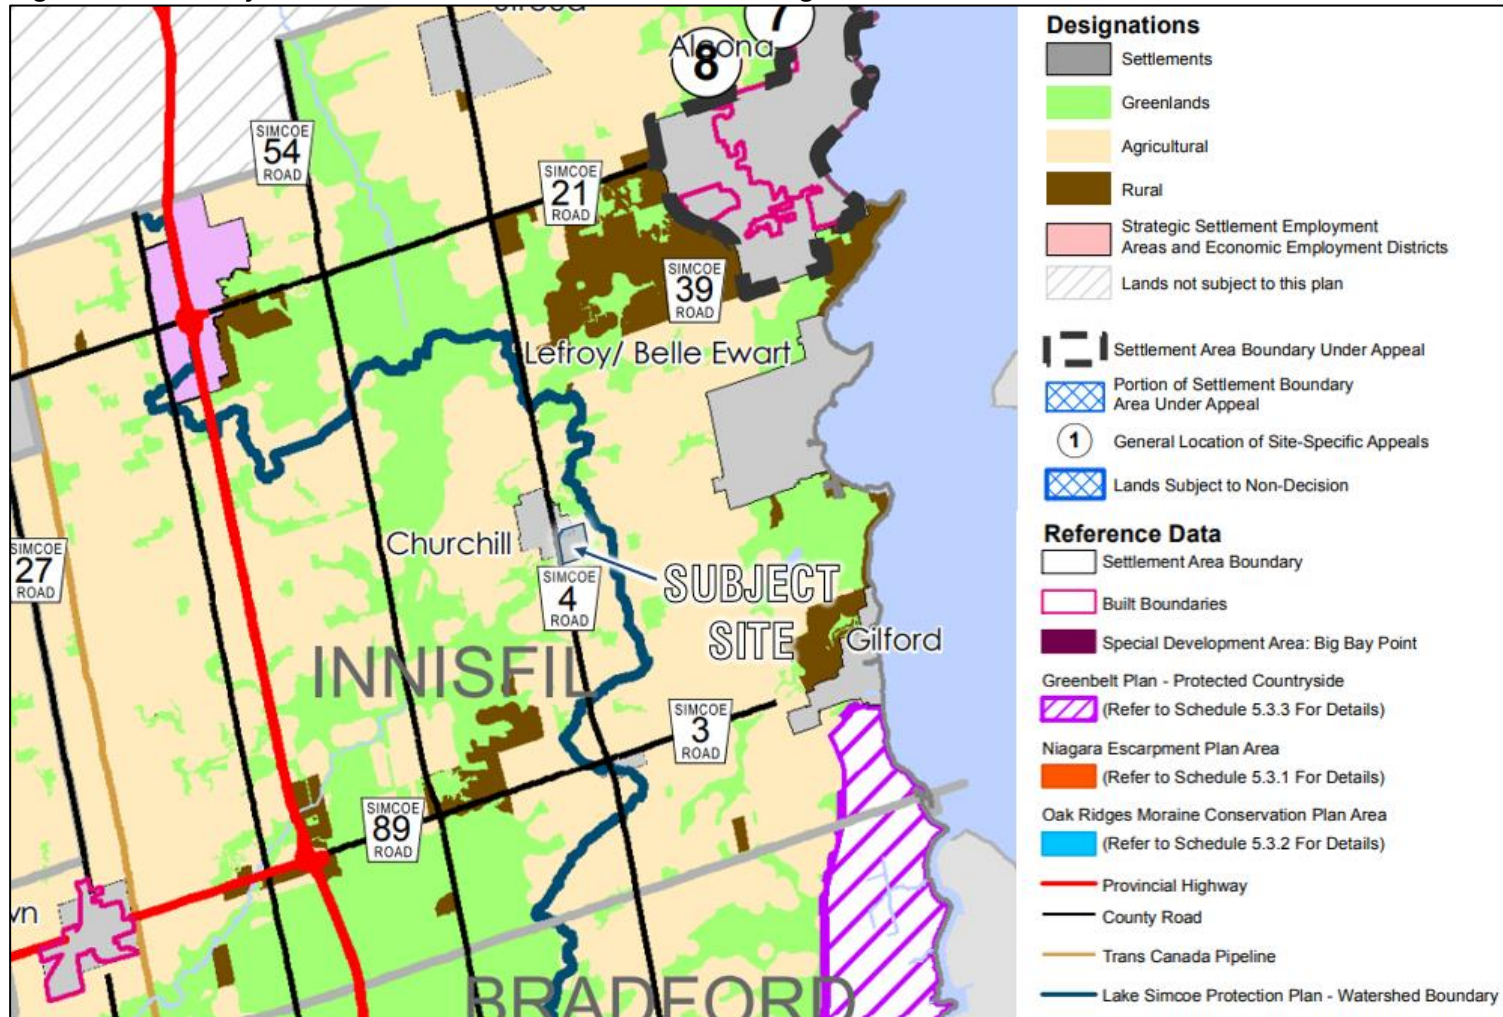 Alcona
7
8
SIMCOE
54
ROAD
SIMCOE
21
ROAD
SIMCOE
39
ROAD
Lefroy/ Belle Ewart
Churchill
SIMCOE
27
ROAD
SIMCOE
4
ROAD
SUBJECT
SITE
Gilford
INNISFIL
SIMCOE
3
ROAD
SIMCOE
89
ROAD
vn
BRADFORD
Designations
Settlements
Greenlands
Agricultural
Rural
Strategic Settlement Employment
Areas and Economic Employment Districts
Lands not subject to this plan
Settlement Area Boundary Under Appeal
Portion of Settlement Boundary
Area Under Appeal
1 General Location of Site-Specific Appeals
Lands Subject to Non-Decision
Reference Data
Settlement Area Boundary
Built Boundaries
Special Development Area: Big Bay Point
Greenbelt Plan - Protected Countryside
(Refer to Schedule 5.3.3 For Details)
Niagara Escarpment Plan Area
(Refer to Schedule 5.3.1 For Details)
Oak Ridges Moraine Conservation Plan Area
(Refer to Schedule 5.3.2 For Details)
Provincial Highway
County Road
Trans Canada Pipeline
Lake Simcoe Protection Plan - Watershed Boundary